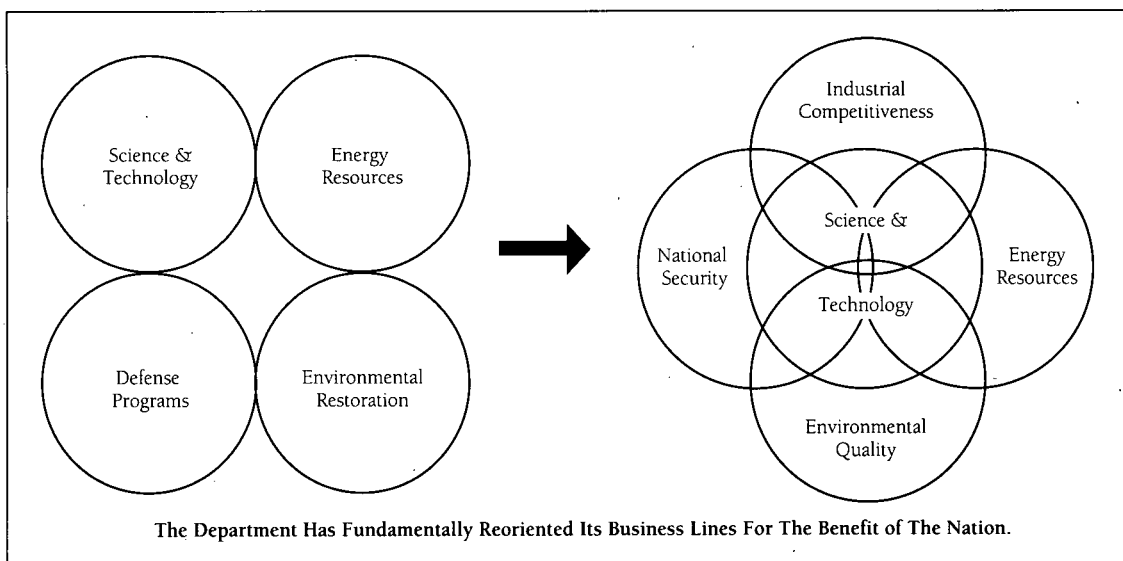 Science &
Technology
Energy
Resources
Defense
Programs
Environmental
Restoration
Industrial
Competitiveness
National
Security
Science &
Technology
Energy
Resources
Environmental
Quality
The Department Has Fundamentally Reoriented Its Business Lines For The Benefit of The Nation.